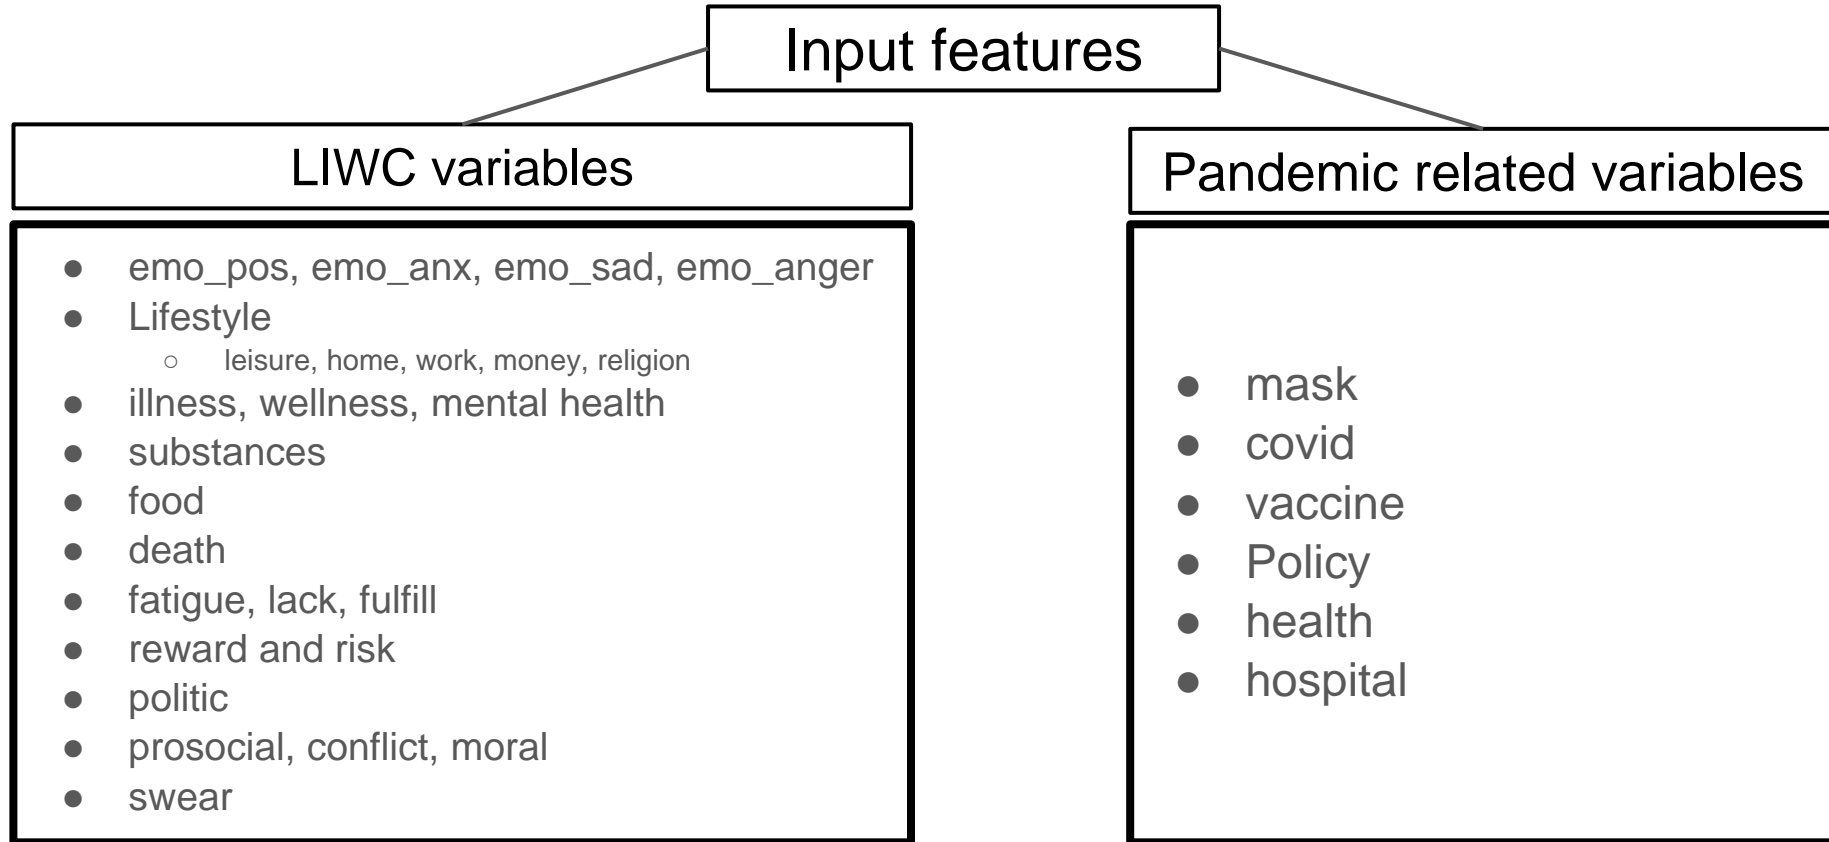 Input features
LIWC variables
● emo_pos, emo_anx, emo_sad, emo_anger
● Lifestyle
○ leisure, home, work, money, religion
● illness, wellness, mental health
● substances
● food
● death
● fatigue, lack, fulfill
● reward and risk
● politic
● prosocial, conflict, moral
● swear
Pandemic related variables
● mask
● covid
● vaccine
● Policy
● health
● hospital